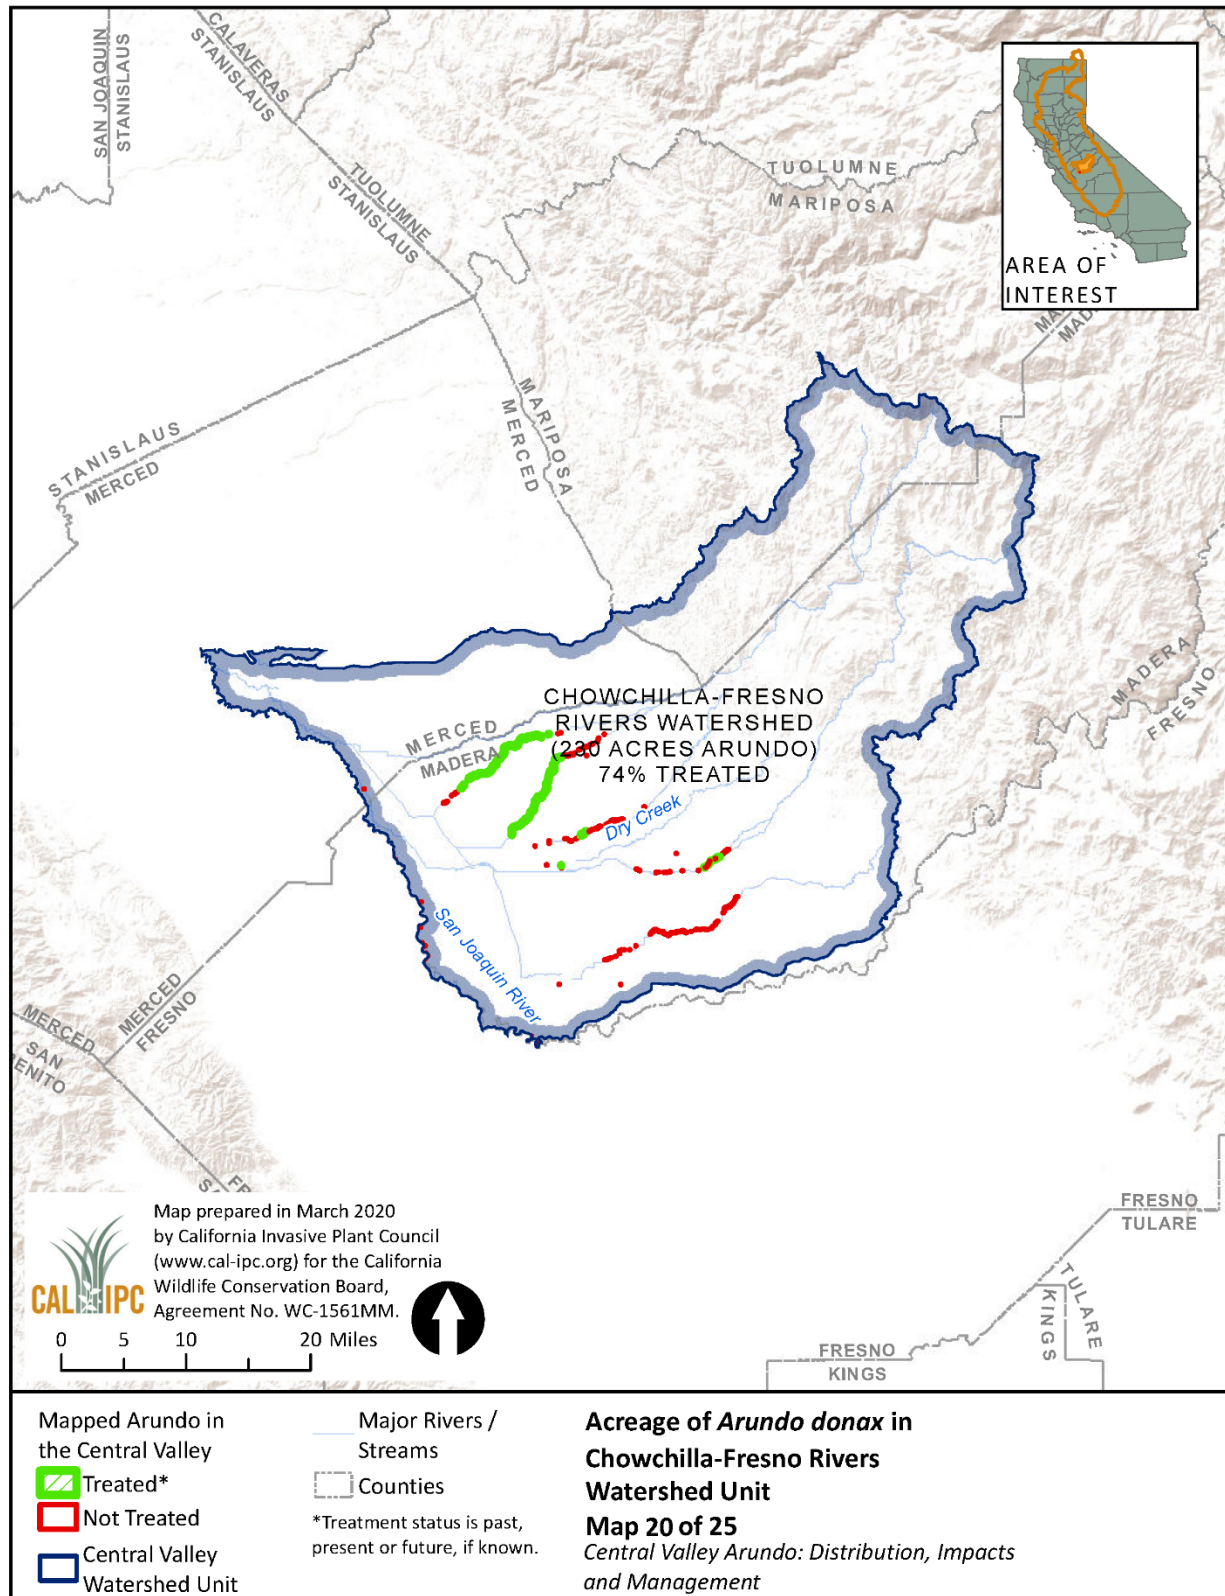 SAN JOAQUIN
STANISLAUS
CALAVERAS
STANISLAUS
TUOLUMNE
STANISLAUS
TUOLUMNE
MARIPOSA
AREA OF
INTEREST
STANISLAUS
MERCED
MARIPOSA
MERCED
MADERA
FRESNO
CHOWCHILLA-FRESNO
RIVERS WATERSHED
(230 ACRES ARUNDO)
74% TREATED
MERCED
MADERA
Dry Creek
San Joaquin River
MERCED
FRESNO
MERCED
SAN
ENITO
FRESNO
TULARE
TULARE
KINGS
FRESNO
KINGS
CAL-IPC
Map prepared in March 2020
by California Invasive Plant Council
(www.cal-ipc.org) for the California
Wildlife Conservation Board,
Agreement No. WC-1561MM.
0 5 10 20 Miles
Mapped Arundo in
the Central Valley
Treated*
Not Treated
Central Valley
Watershed Unit
Major Rivers /
Streams
Counties
*Treatment status is past,
present or future, if known.
Acreage of Arundo donax in
Chowchilla-Fresno Rivers
Watershed Unit
Map 20 of 25
Central Valley Arundo: Distribution, Impacts
and Management